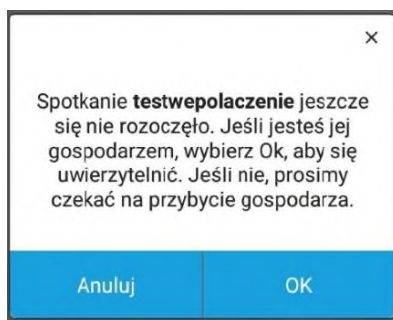 ×
Spotkanie testwepolaczenie jeszcze
się nie rozoczęło. Jeśli jesteś jej
gospodarzem, wybierz Ok, aby się
uwierzytelnić. Jeśli nie, prosimy
czekać na przybycie gospodarza.
Anuluj OK